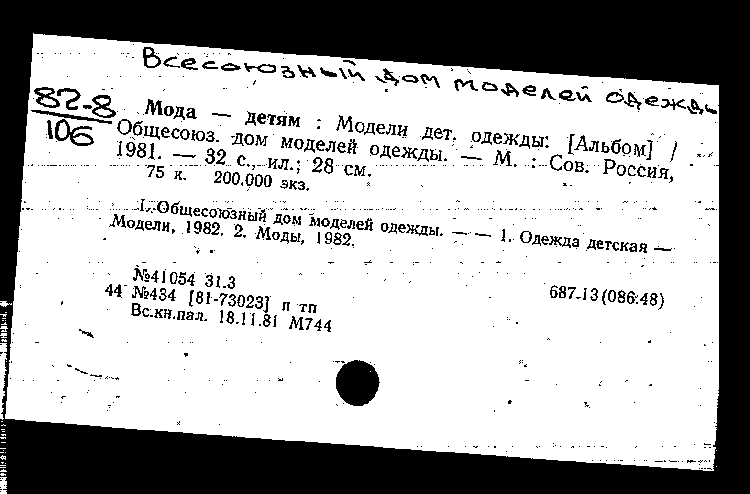 Всесоюзный дом моделей одежды
82-8
106
Мода — детям : Модели дет. одежды: [Альбом] /
Общесоюз. дом моделей одежды. — М. : Сов. Россия,
1981. — 32 с., ил.; 28 см.
75 к. 200.000 экз.
I. Общесоюзный дом моделей одежды. — — 1. Одежда детская —
Модели, 1982. 2. Моды, 1982.
№41054 31.3
44 №434 [81-73023] п тп
Вс.кн.пал. 18.11.81 М744
687.13(086:48)